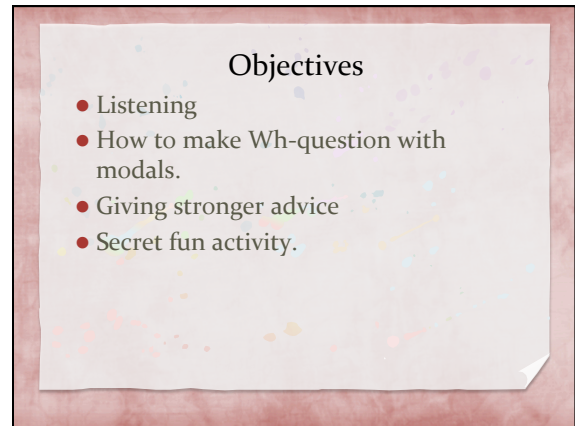 Objectives
● Listening
● How to make Wh-question with
modals.
● Giving stronger advice
● Secret fun activity.